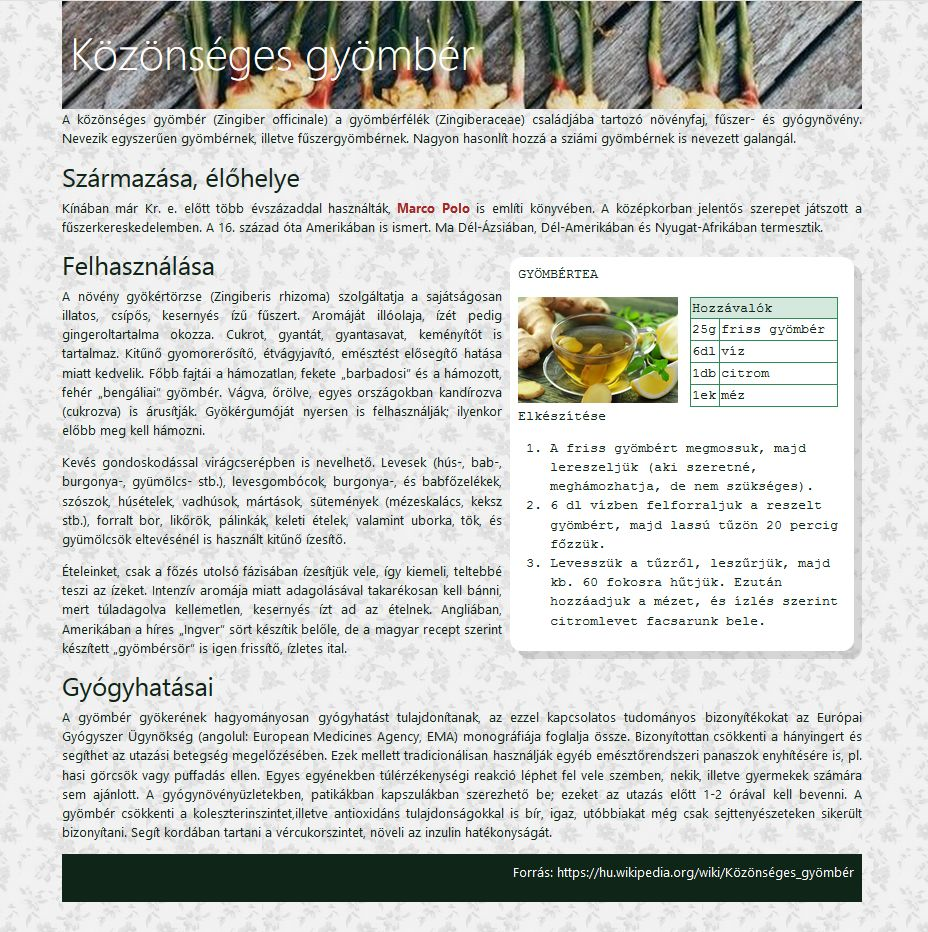 Közönséges gyömbér
A közönséges gyömbér (Zingiber officinale) a gyömbérfélék (Zingiberaceae) családjába tartozó növényfaj, fűszer- és gyógynövény.
Nevezik egyszerűen gyömbérnek, illetve fűszergyömbérnek. Nagyon hasonlít hozzá a sziámi gyömbérnek is nevezett galangál.
Származása, élőhelye
Kínában már Kr. e. előtt több évszázaddal használták, Marco Polo is említi könyvében. A középkorban jelentős szerepet játszott a
fűszerkereskedelemben. A 16. század óta Amerikában is ismert. Ma Dél-Ázsiában, Dél-Amerikában és Nyugat-Afrikában termesztik.
Felhasználása
A növény gyökértörzse (Zingiberis rhizoma) szolgáltatja a sajátságosan
illatos, csípős, kesernyés ízű fűszert. Aromáját illóolaja, ízét pedig
gingeroltartalma okozza. Cukrot, gyantát, gyantasavat, keményítőt is
tartalmaz. Kitűnő gyomorerősítő, étvágyjavító, emésztést elősegítő hatása
miatt kedvelik. Főbb fajtái a hámozatlan, fekete „barbadosi” és a hámozott,
fehér „bengáliai” gyömbér. Vágva, őrölve, egyes országokban kandírozva
(cukrozva) is árusítják. Gyökérgumóját nyersen is felhasználják; ilyenkor
előbb meg kell hámozni.
Kevés gondoskodással virágcserépben is nevelhető. Levesek (hús-, bab-,
burgonya-, gyümölcs- stb.), levesgombócok, burgonya-, és babfőzelékek,
szószok, húsételek, vadhúsok, mártások, sütemények (mézeskalács, keksz
stb.), forralt bor, likőrök, pálinkák, keleti ételek, valamint uborka, tök, és
gyümölcsök eltevésénél is használt kitűnő ízesítő.
Ételeinket, csak a főzés utolsó fázisában ízesítjük vele, így kiemeli, teltebbé
teszi az ízeket. Intenzív aromája miatt adagolásával takarékosan kell bánni,
mert túladagolva kellemetlen, kesernyés ízt ad az ételnek. Angliában,
Amerikában a híres „Ingver” sört készítik belőle, de a magyar recept szerint
készített „gyömbérsör” is igen frissítő, ízletes ital.
GYÖMBÉRTEA
Hozzávalók
25g friss gyömbér
6dl víz
1db citrom
1ek méz
Elkészítése
1. A friss gyömbért megmossuk, majd
lereszeljük (aki szeretné,
meghámozhatja, de nem szükséges).
2. 6 dl vízben felforraljuk a reszelt
gyömbért, majd lassú tűzön 20 percig
főzzük.
3. Levesszük a tűzről, leszűrjük, majd
kb. 60 fokosra hűtjük. Ezután
hozzáadjuk a mézet, és ízlés szerint
citromlevet facsarunk bele.
Gyógyhatásai
A gyömbér gyökerének hagyományosan gyógyhatást tulajdonítanak, az ezzel kapcsolatos tudományos bizonyítékokat az Európai
Gyógyszer Ügynökség (angolul: European Medicines Agency, EMA) monográfiája foglalja össze. Bizonyítottan csökkenti a hányingert és
segíthet az utazási betegség megelőzésében. Ezek mellett tradicionálisan használják egyéb emésztőrendszeri panaszok enyhítésére is, pl.
hasi görcsök vagy puffadás ellen. Egyes egyénekben túlérzékenységi reakció léphet fel vele szemben, nekik, illetve gyermekek számára
sem ajánlott. A gyógynövényüzletekben, patikákban kapszulákban szerezhető be; ezeket az utazás előtt 1-2 órával kell bevenni. A
gyömbér csökkenti a koleszterinszintet,illetve antioxidáns tulajdonságokkal is bír, igaz, utóbbiakat még csak sejttenyészeteken sikerült
bizonyítani. Segít kordában tartani a vércukorszintet, növeli az inzulin hatékonyságát.
Forrás: https://hu.wikipedia.org/wiki/Közönséges_gyömbér